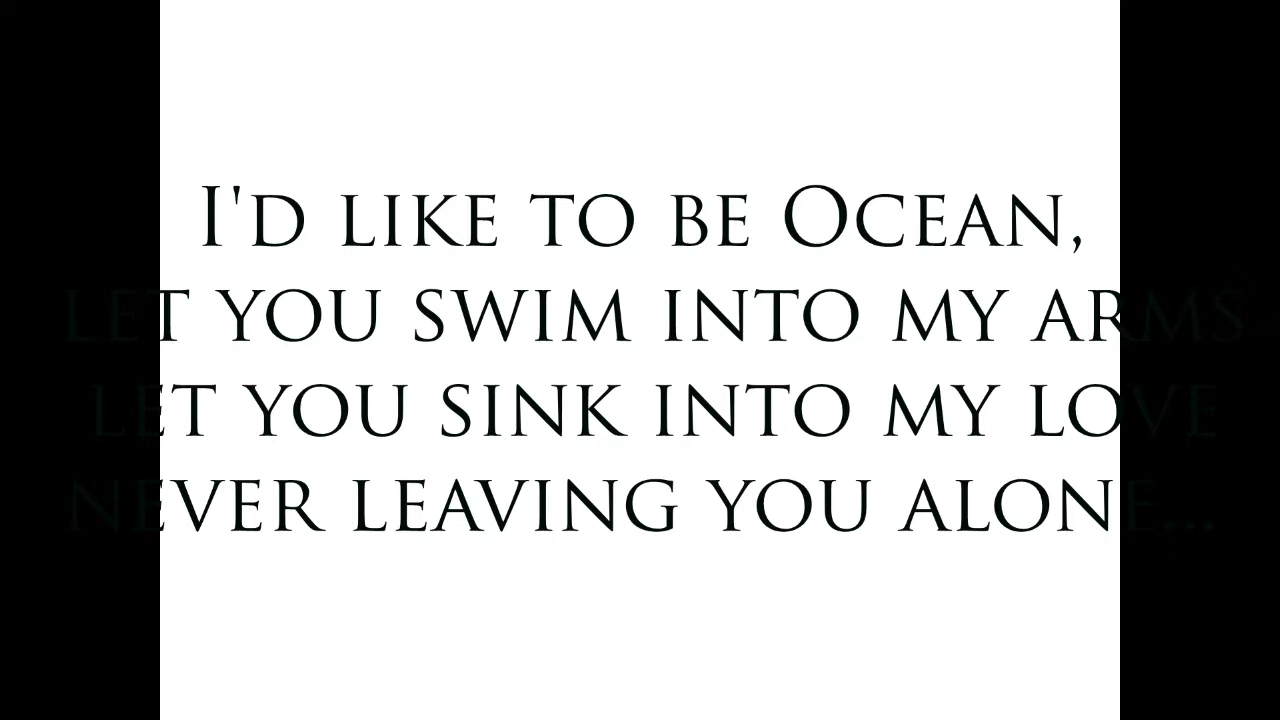 I'd like to be Ocean,
let you swim into my arms
let you sink into my love
never leaving you alone...